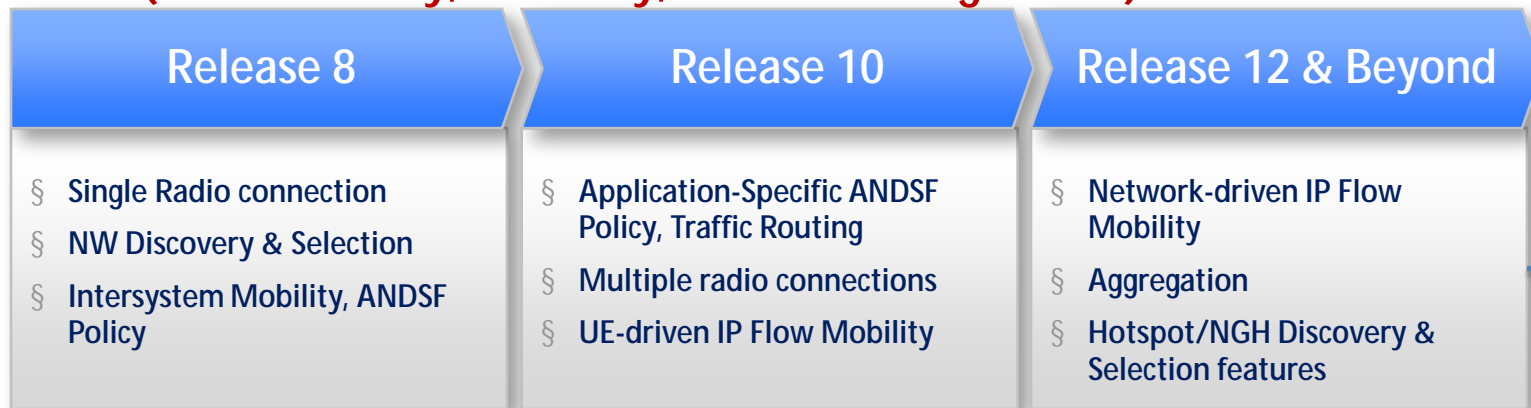 Release 8
Release 10
Release 12 & Beyond
§ Single Radio connection
§ NW Discovery & Selection
§ Intersystem Mobility, ANDSF
Policy
§ Application-Specific ANDSF
Policy, Traffic Routing
§ Multiple radio connections
§ UE-driven IP Flow Mobility
§ Network-driven IP Flow
Mobility
§ Aggregation
§ Hotspot/NGH Discovery &
Selection features